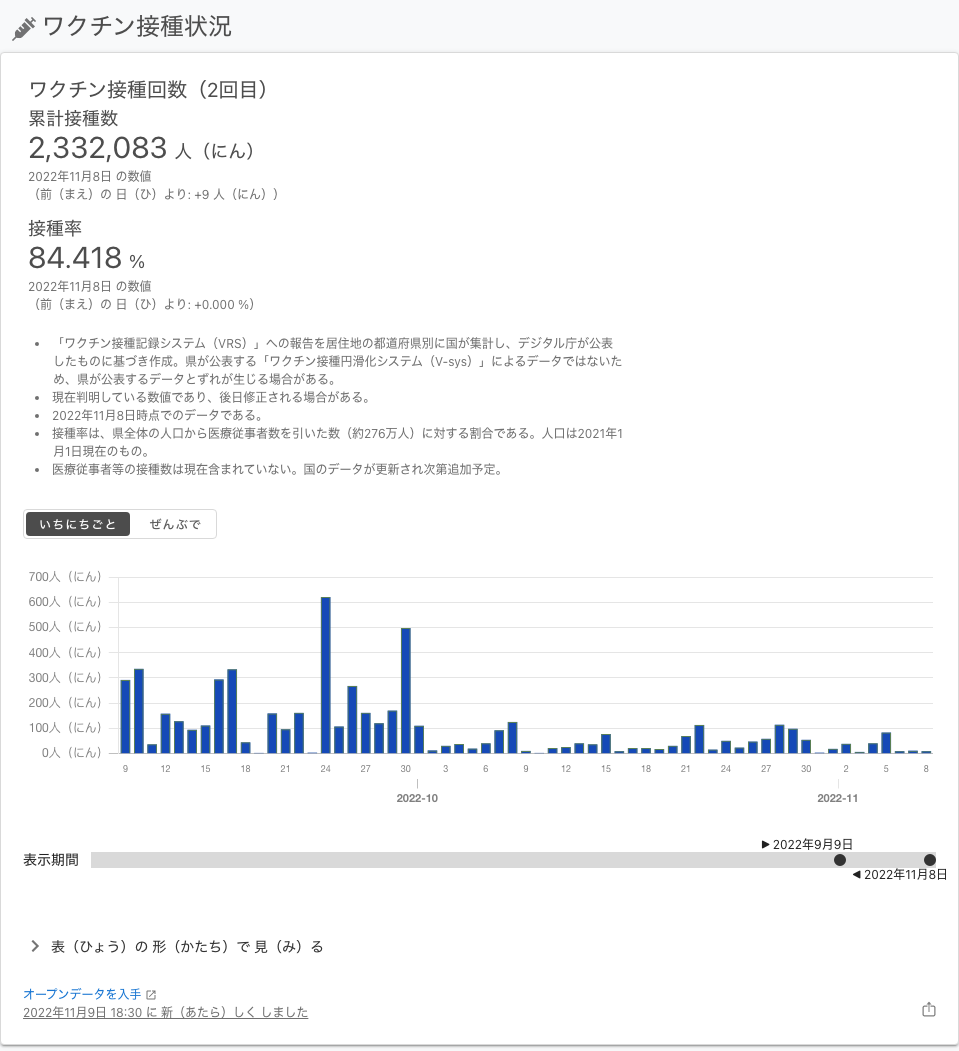 ワクチン接種状況
ワクチン接種回数（2回目）
累計接種数
2,332,083 人（にん）
2022年11月8日 の数値
（前（まえ）の 日（ひ）より: +9 人（にん））
接種率
84.418 %
2022年11月8日 の数値
（前（まえ）の 日（ひ）より: +0.000 %）
• 「ワクチン接種記録システム（VRS）」への報告を居住地の都道府県別に国が集計し、デジタル庁が公表
したものに基づき作成。県が公表する「ワクチン接種円滑化システム（V-sys）」によるデータではないた
め、県が公表するデータとずれが生じる場合がある。
• 現在判明している数値であり、後日修正される場合がある。
• 2022年11月8日時点でのデータである。
• 接種率は、県全体の人口から医療従事者数を引いた数（約276万人）に対する割合である。人口は2021年1
月1日現在のもの。
• 医療従事者等の接種数は現在含まれていない。国のデータが更新され次第追加予定。
いちにちごと ぜんぶで
700人（にん）
600人（にん）
500人（にん）
400人（にん）
300人（にん）
200人（にん）
100人（にん）
0人（にん）
9 12 15 18 21 24 27 30 3 6 9 12 15 18 21 24 27 30 2 5 8
2022-10 2022-11
▶ 2022年9月9日
表示期間
◀ 2022年11月8日
表（ひょう）の 形（かたち）で 見（み）る
オープンデータを入手
2022年11月9日 18:30 に 新（あたら）しく しました